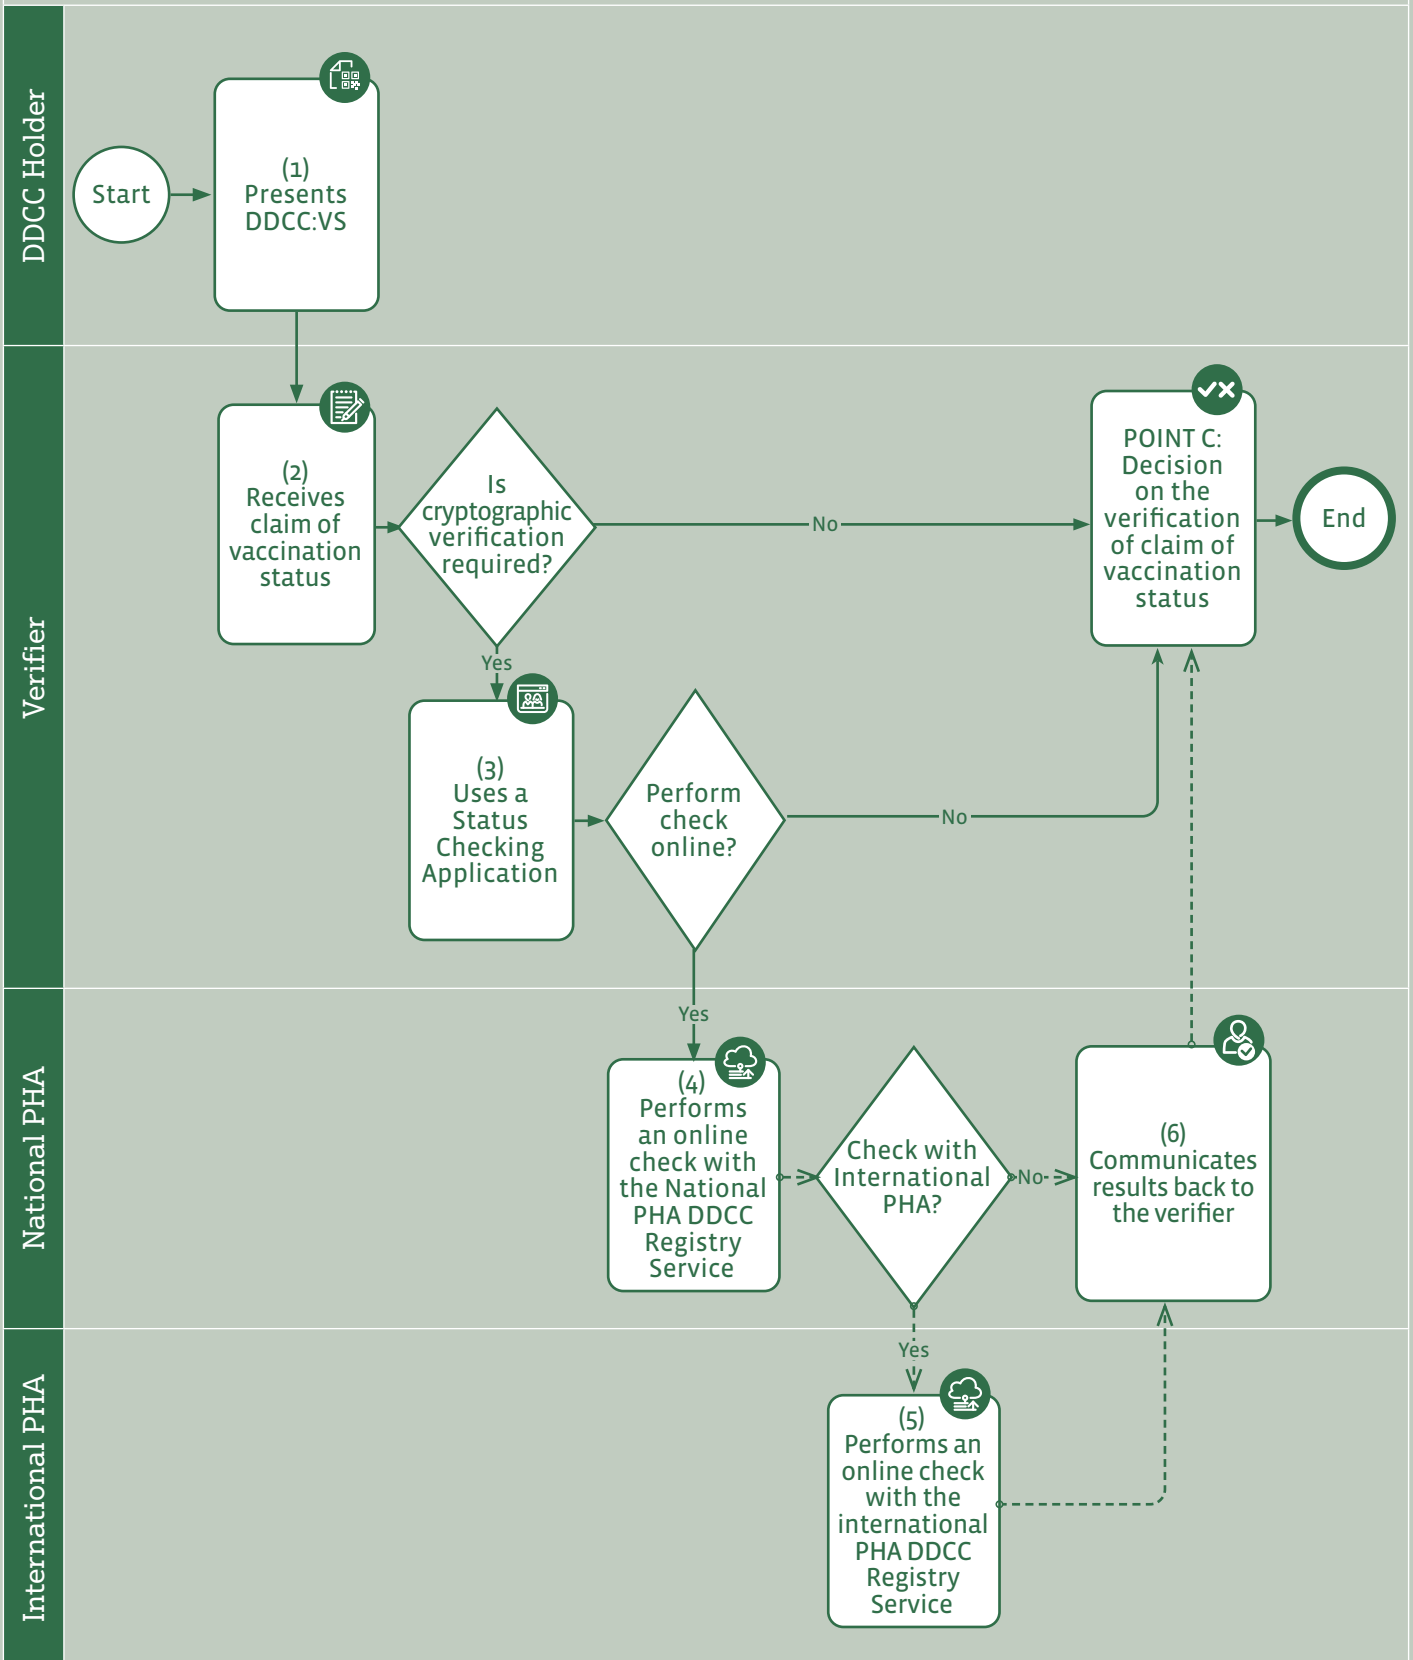 DDCC Holder
Start
(1)
Presents
DDCC:VS
Verifier
(2)
Receives
claim of
vaccination
status
Is
cryptographic
verification
required?
No
Yes
POINT C:
Decision
on the
verification
of claim of
vaccination
status
End
(3)
Uses a
Status
Checking
Application
Perform
check
online?
No
Yes
National PHA
(4)
Performs
an online
check with
the National
PHA DDCC
Registry
Service
Check with
International
PHA?
No
Yes
(6)
Communicates
results back to
the verifier
International PHA
(5)
Performs an
online check
with the
international
PHA DDCC
Registry
Service